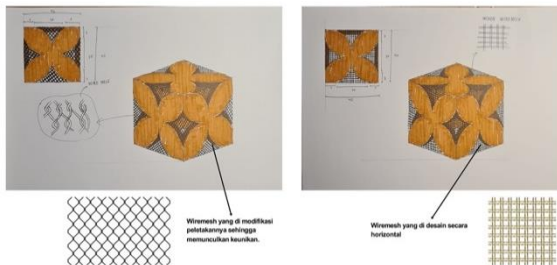 Wiremesh yang di modifikasi
peletakannya sehingga
memunculkan keunikan.
Wiremesh yang di desain secara
horizontal